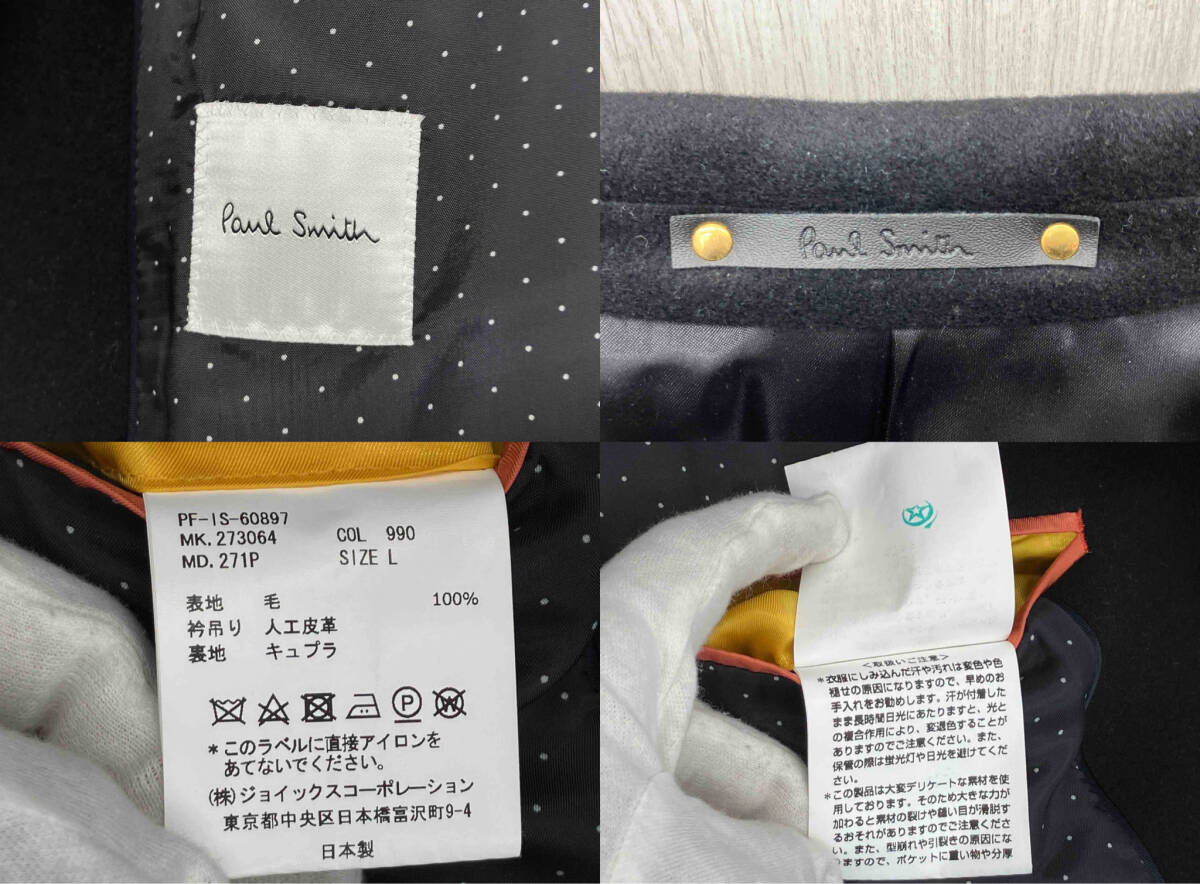 Paul Smith
Paul Smith
PF-IS-60897
MK. 273064 COL 990
MD. 271P SIZE L
表地 毛 100%
衿吊り 人工皮革
裏地 キュプラ
P W
*このラベルに直接アイロンを
あてないでください。
(株)ジョイックスコーポレーション
東京都中央区日本橋富沢町9-4
日本製
<取扱いご注意>
*衣服にしみ込んだ汗や汚れは変色や色
褪せの原因になりますので、早めのお
手入れをお勧めします。汗が付着した
まま長時間日光にあたりますと、光と
の複合作用により、変退色することが
ありますのでご注意ください。また、
保管の際は蛍光灯や日光を避けてくだ
さい。
*この製品は大変デリケートな素材を使
用しております。そのため大きな力が
加わると素材の裂けや縫い目が滑脱す
るおそれがありますのでご注意くださ
い。また、型崩れや引裂きの原因にな
りますので、ポケットに重い物や分厚